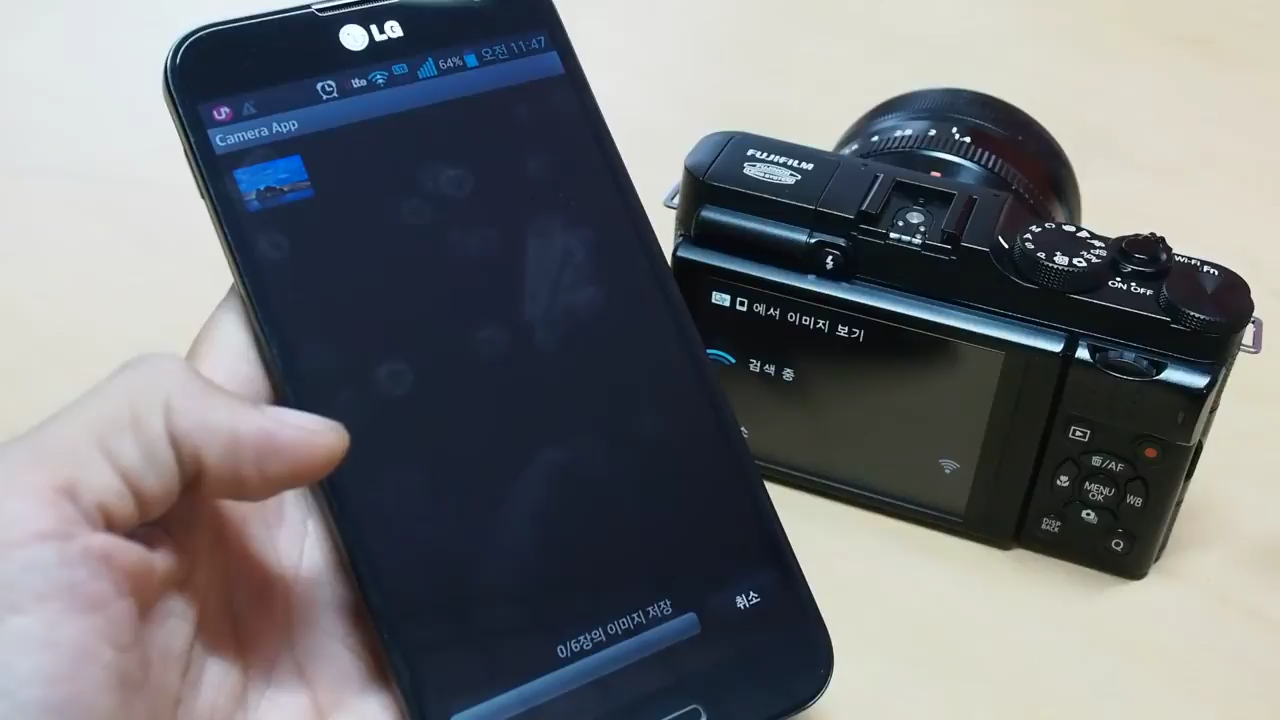 LG
64% 오전 11:47
Camera App
0/6장의 이미지 저장
취소
FUJIFILM
Wi-Fi Fn
ON OFF
에서 이미지 보기
검색 중
/AF
MENU
OK
WB
DISP
BACK
Q